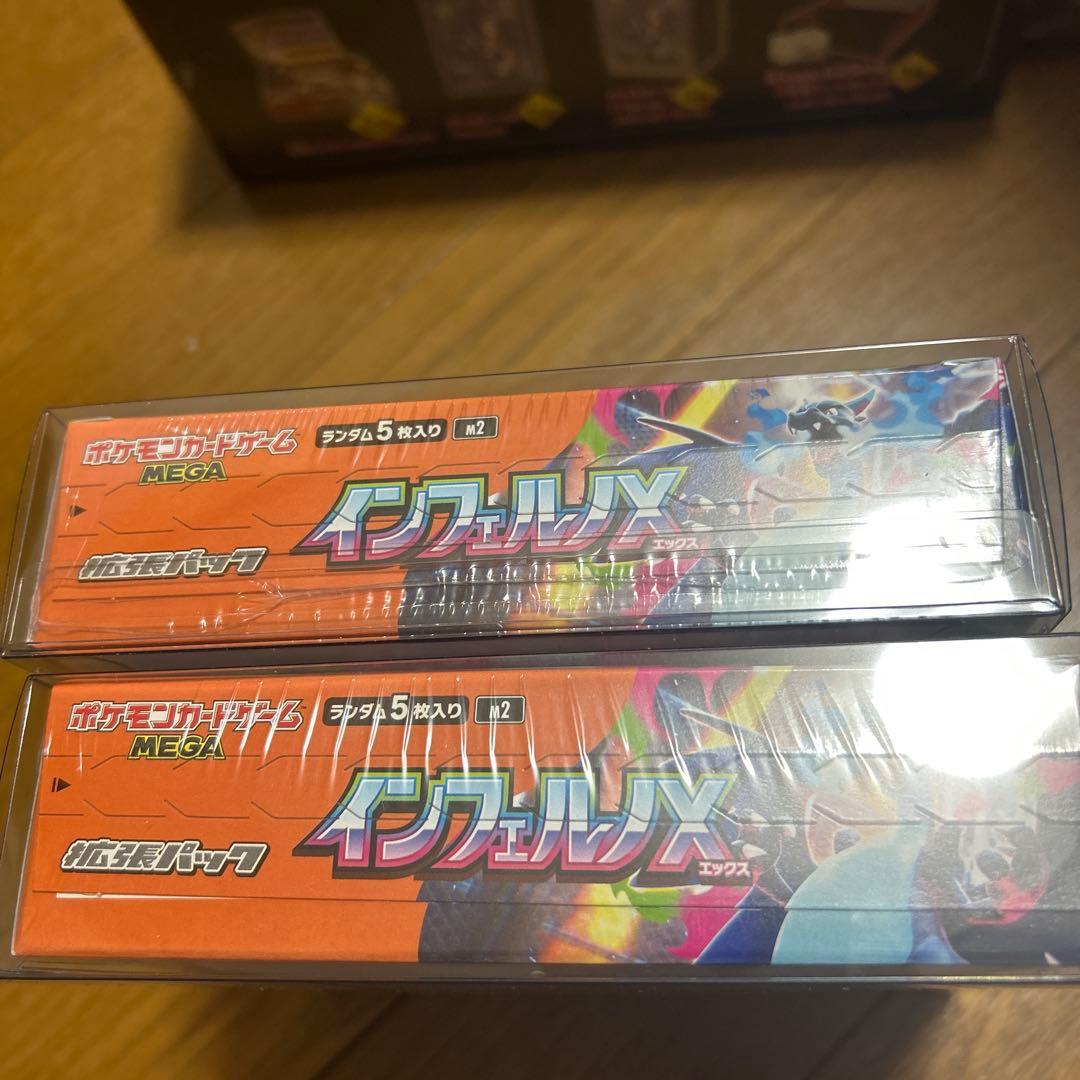 ポケモンカードゲーム
MEGA
ランダム5枚入り M2
インフェルノX
エックス
拡張パック
ポケモンカードゲーム
MEGA
ランダム5枚入り M2
インフェルノX
エックス
拡張パック